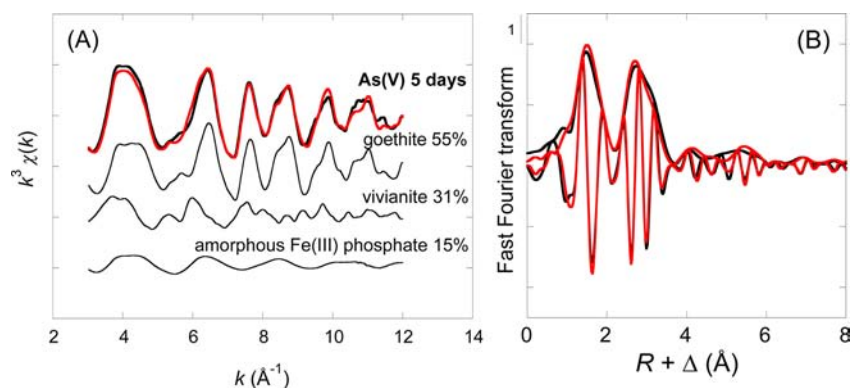 (A)
As(V) 5 days
goethite 55%
vivianite 31%
amorphous Fe(III) phosphate 15%
k³ χ(k)
2 4 6 8 10 12 14
k (Å⁻¹)
1
(B)
Fast Fourier transform
0 2 4 6 8
R + Δ (Å)